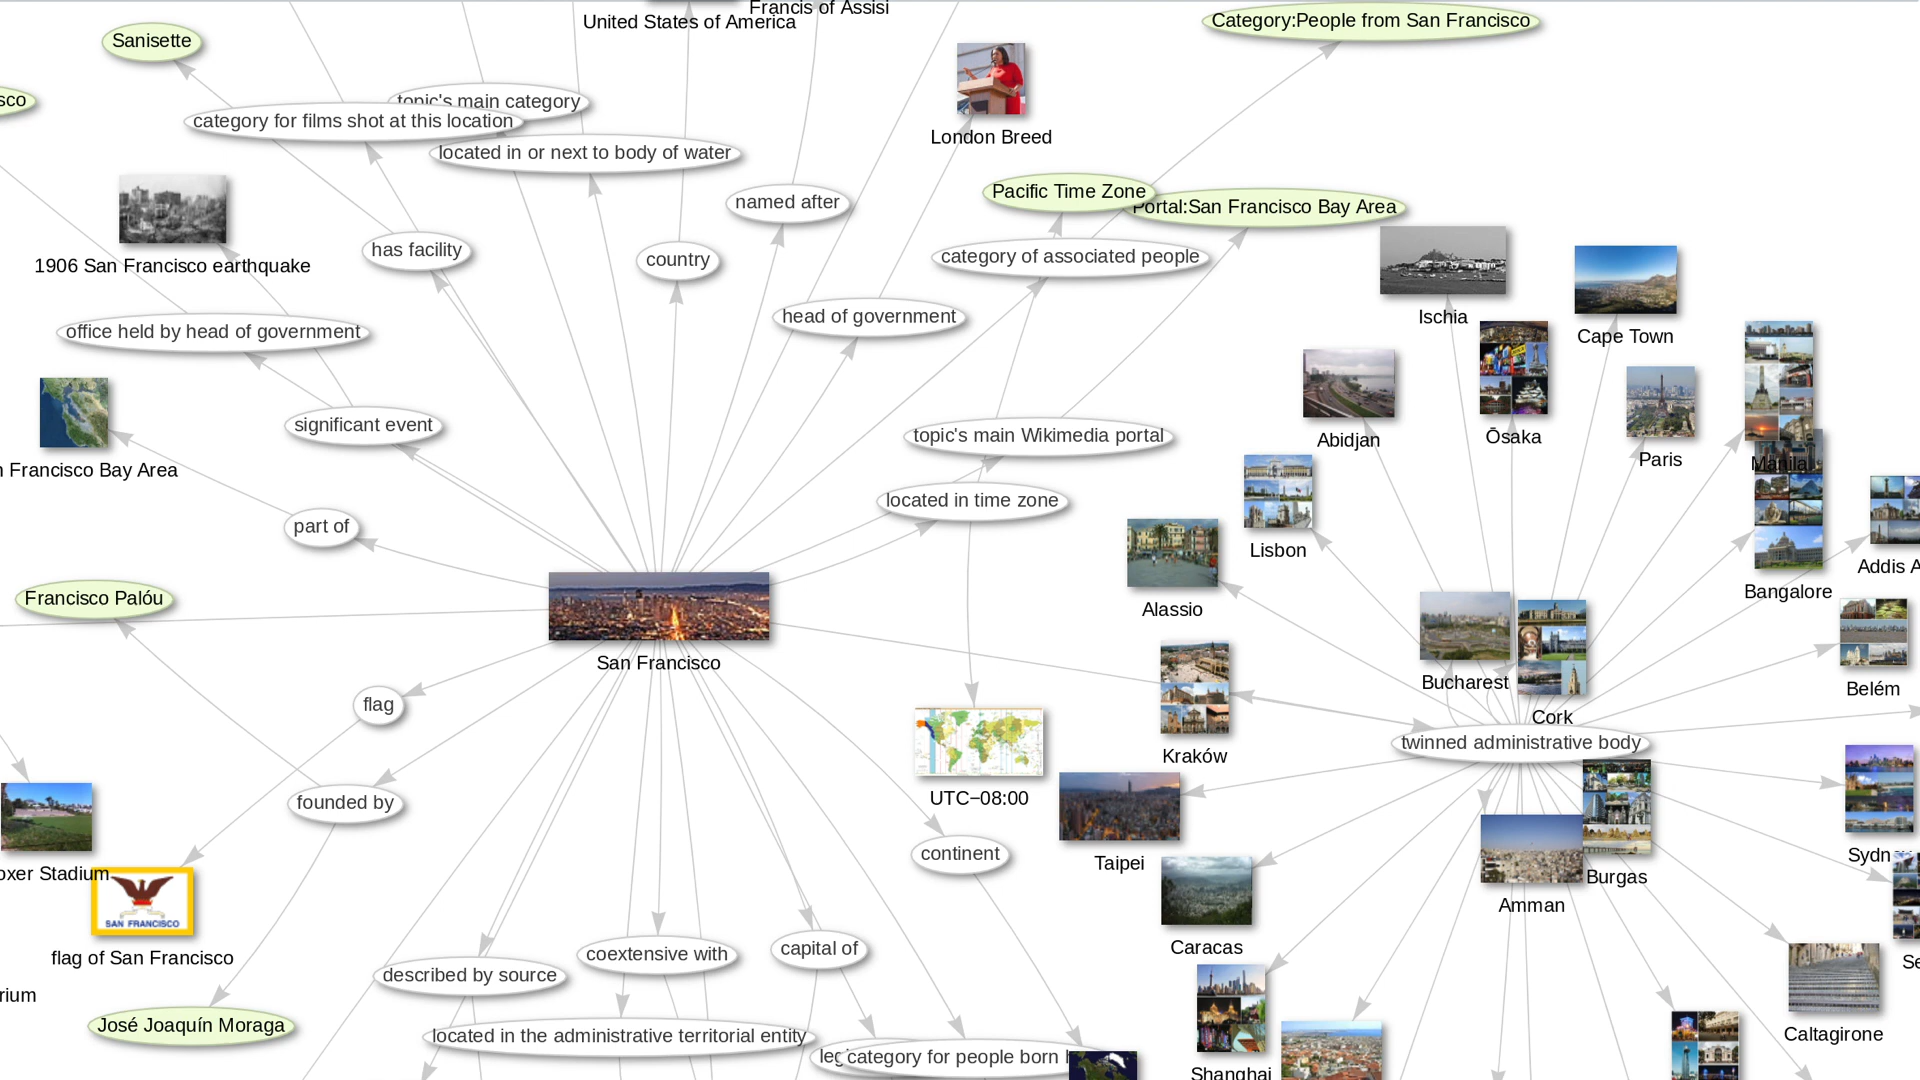 Francis of Assisi
United States of America
Category:People from San Francisco
Sanisette
sco
topic's main category
category for films shot at this location
London Breed
located in or next to body of water
Pacific Time Zone
named after
Portal:San Francisco Bay Area
has facility
country
category of associated people
1906 San Francisco earthquake
head of government
Ischia
office held by head of government
Cape Town
significant event
topic's main Wikimedia portal
Abidjan
Ōsaka
Paris
Manila
n Francisco Bay Area
located in time zone
part of
Lisbon
Addis A
Bangalore
Francisco Palóu
Alassio
San Francisco
Bucharest
Belém
flag
Cork
twinned administrative body
Kraków
UTC−08:00
founded by
continent
Taipei
Sydn
oxer Stadium
SAN FRANCISCO
Burgas
Amman
flag of San Francisco
described by source
coextensive with
capital of
Caracas
Se
rium
José Joaquín Moraga
located in the administrative territorial entity
leg
category for people born
Caltagirone
Shanghai